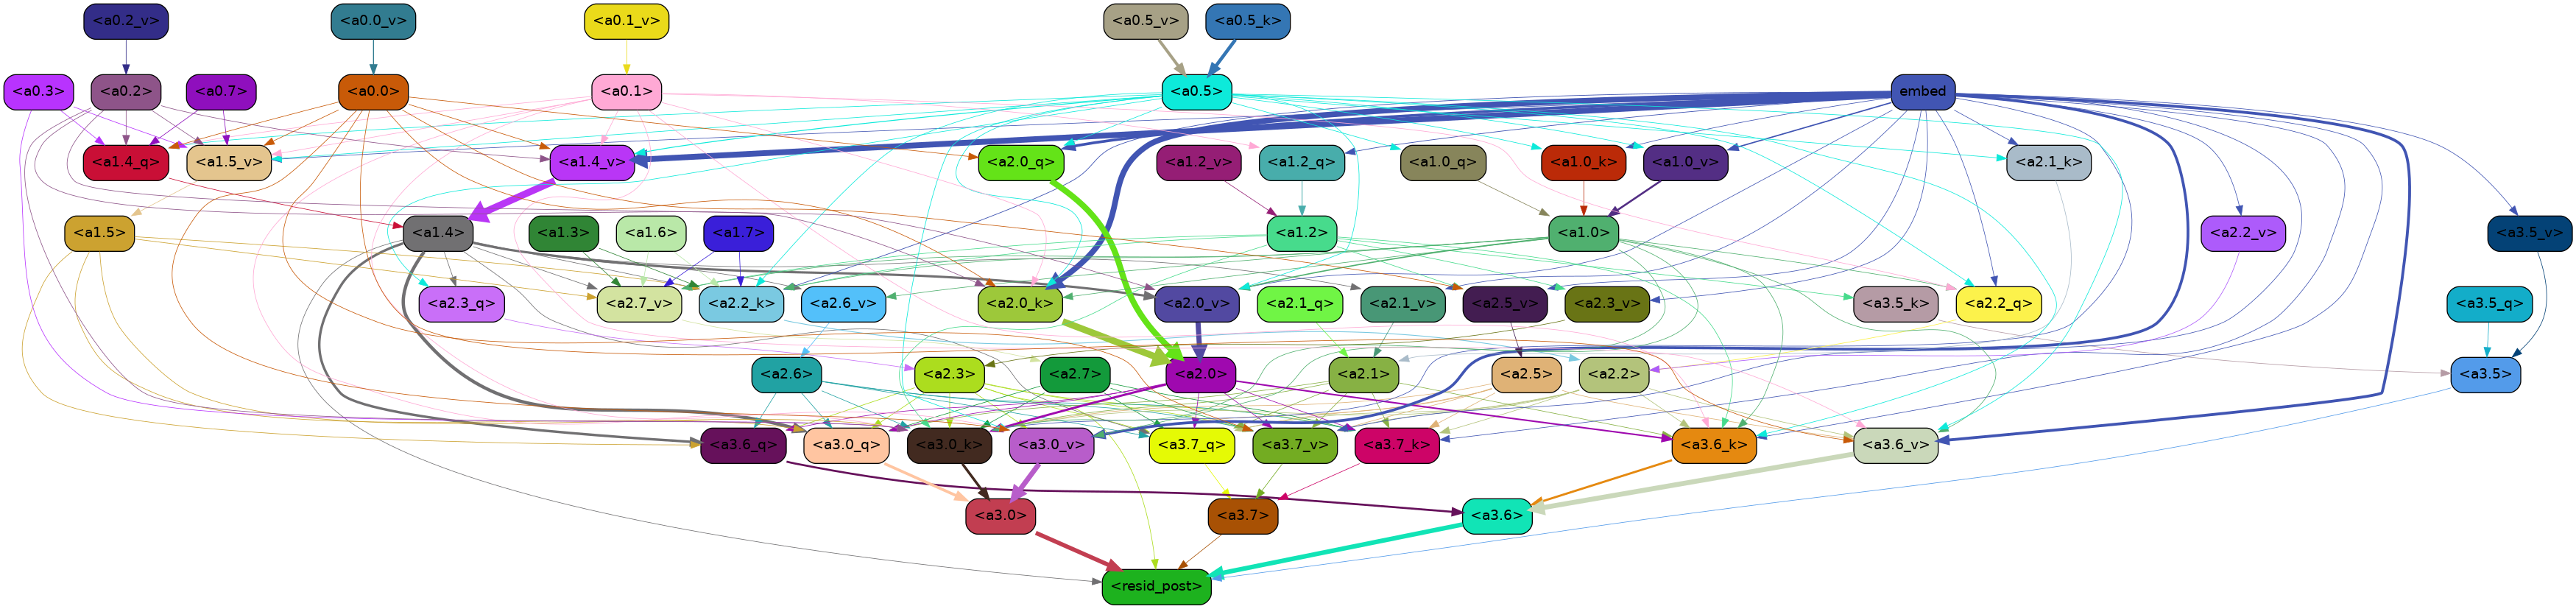 <a0.2_v> <a0.0_v> <a0.1_v> <a0.5_v> <a0.5_k>
<a0.3> <a0.2> <a0.7> <a0.0> <a0.1> <a0.5> embed
<a1.4_q> <a1.5_v> <a1.4_v> <a2.0_q> <a1.2_v> <a1.2_q> <a1.0_q> <a1.0_k> <a1.0_v> <a2.1_k>
<a1.5> <a1.4> <a1.3> <a1.6> <a1.7> <a1.2> <a1.0> <a2.2_v> <a3.5_v>
<a2.3_q> <a2.7_v> <a2.2_k> <a2.6_v> <a2.0_k> <a2.0_v> <a2.1_q> <a2.1_v> <a2.5_v> <a2.3_v> <a3.5_k> <a2.2_q> <a3.5_q>
<a2.6> <a2.3> <a2.7> <a2.0> <a2.1> <a2.5> <a2.2> <a3.5>
<a3.6_q> <a3.0_q> <a3.0_k> <a3.0_v> <a3.7_q> <a3.7_v> <a3.7_k> <a3.6_k> <a3.6_v>
<a3.0> <a3.7> <a3.6>
<resid_post>